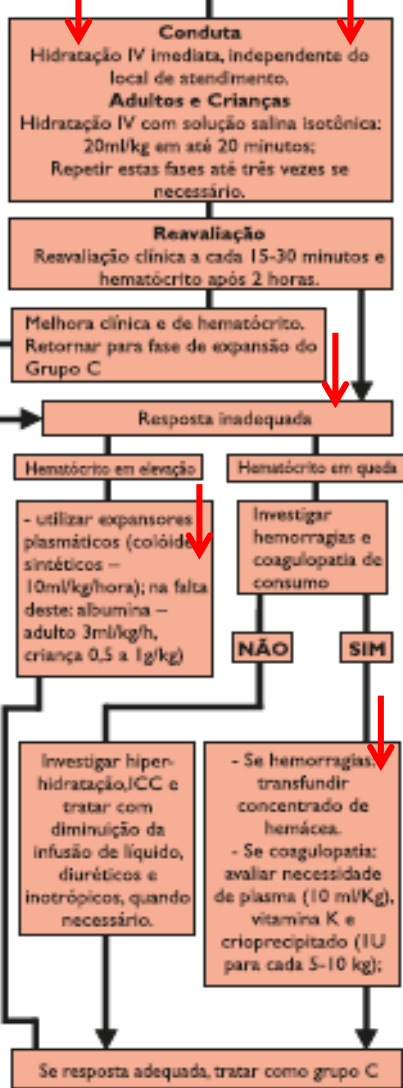 Conduta
Hidratação IV imediata, independente do
local de atendimento.
Adultos e Crianças
Hidratação IV com solução salina isotônica:
20ml/kg em até 20 minutos;
Repetir estas fases até três vezes se
necessário.
Reavaliação
Reavaliação clínica a cada 15-30 minutos e
hematócrito após 2 horas.
Melhora clínica e de hematócrito.
Retornar para fase de expansão do
Grupo C
Resposta inadequada
Hematócrito em elevação
Hematócrito em queda
- utilizar expansores
plasmáticos (colóide
sintéticos –
10ml/kg/hora); na falta
deste: albumina –
adulto 3ml/kg/h,
criança 0,5 a 1g/kg)
Investigar
hemorragias e
coagulopatia de
consumo
NÃO
SIM
Investigar hiper-
hidratação,ICC e
tratar com
diminuição da
infusão de líquido,
diuréticos e
inotrópicos, quando
necessário.
- Se hemorragias:
transfundir
concentrado de
hemácea.
- Se coagulopatia:
avaliar necessidade
de plasma (10 ml/Kg),
vitamina K e
crioprecipitado (1U
para cada 5-10 kg);
Se resposta adequada, tratar como grupo C